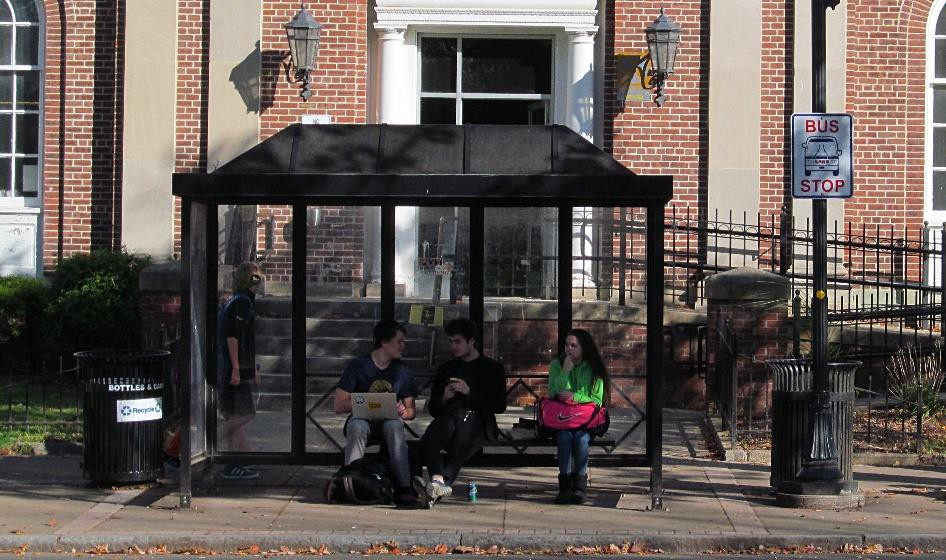 BUS
STOP
BOTTLES & CAN
Recycle